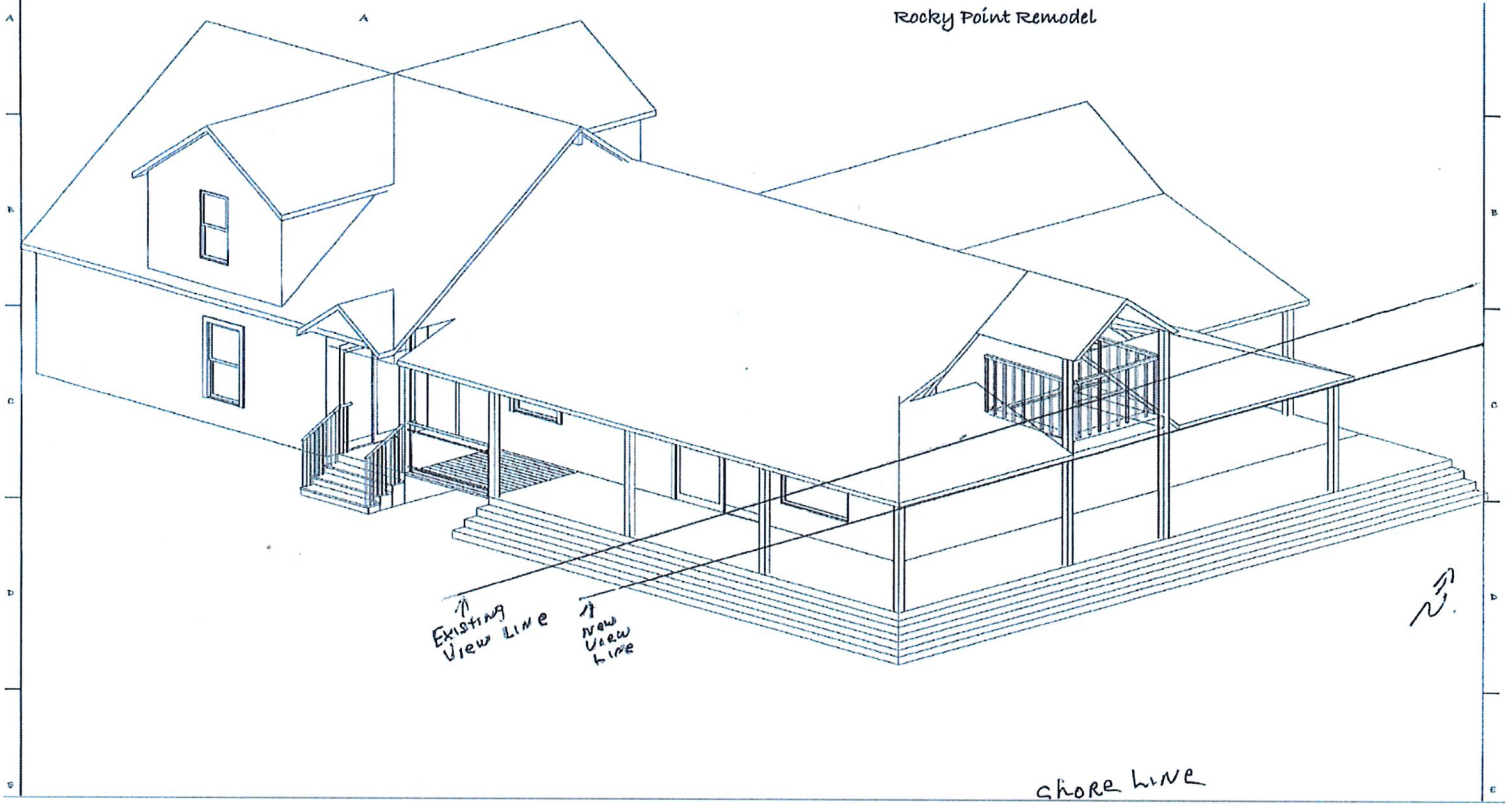 A
A
Rocky Point Remodel
B
B
C
C
Existing
View Line
New
View
Line
D
D
N
Shore Line
E
E